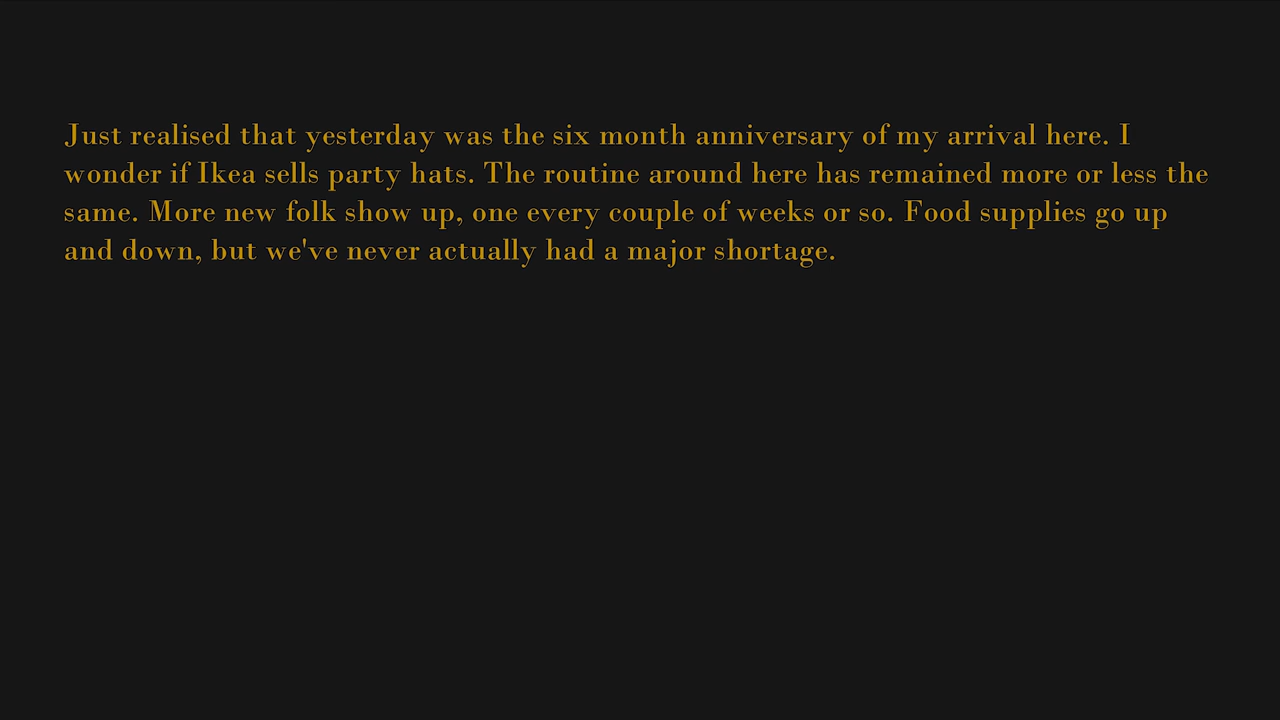 Just realised that yesterday was the six month anniversary of my arrival here. I
wonder if Ikea sells party hats. The routine around here has remained more or less the
same. More new folk show up, one every couple of weeks or so. Food supplies go up
and down, but we've never actually had a major shortage.